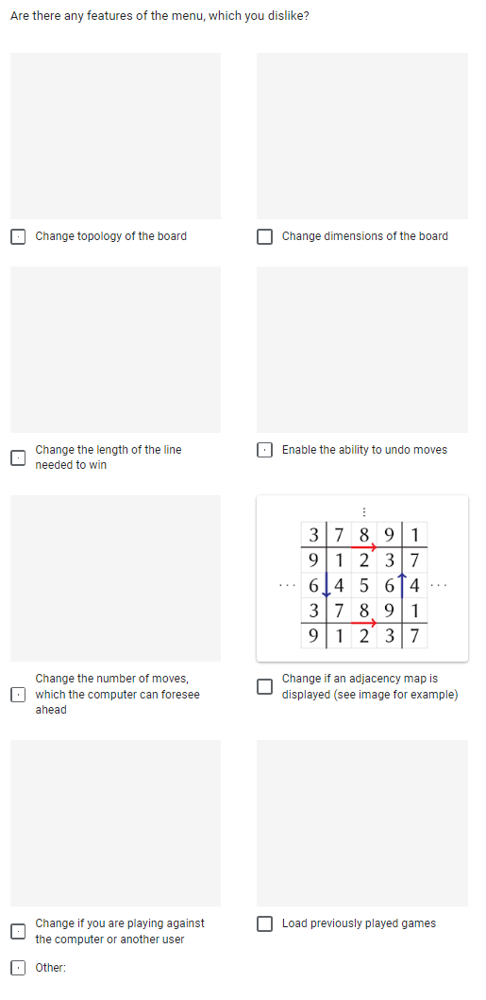 Are there any features of the menu, which you dislike?
Change topology of the board
Change dimensions of the board
Change the length of the line
needed to win
Enable the ability to undo moves
Change the number of moves,
which the computer can foresee
ahead
⋮
3 7 8 9 1
9 1 2 3 7
··· 6 4 5 6 4 ···
3 7 8 9 1
9 1 2 3 7
Change if an adjacency map is
displayed (see image for example)
Change if you are playing against
the computer or another user
Load previously played games
Other: